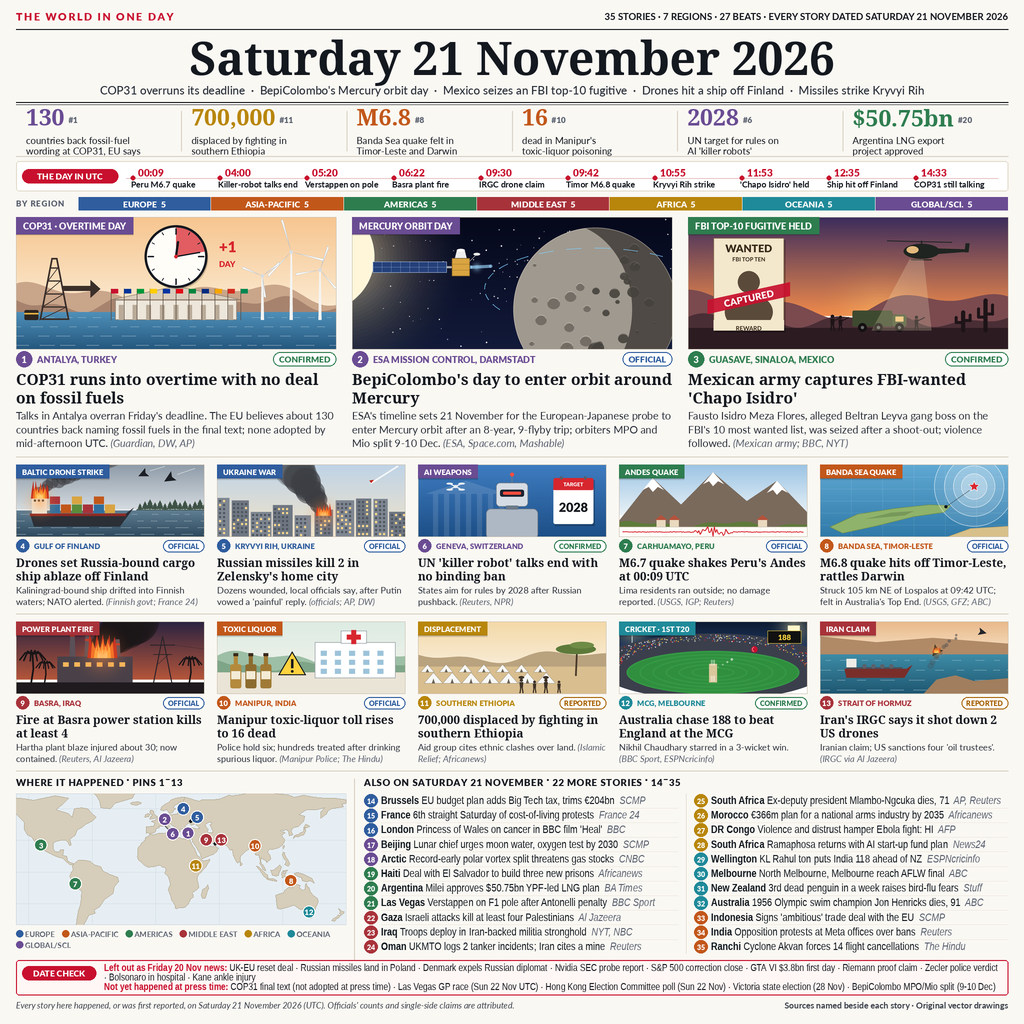 THE WORLD IN ONE DAY
35 STORIES · 7 REGIONS · 27 BEATS · EVERY STORY DATED SATURDAY 21 NOVEMBER 2026
Saturday 21 November 2026
COP31 overruns its deadline · BepiColombo's Mercury orbit day · Mexico seizes an FBI top-10 fugitive · Drones hit a ship off Finland · Missiles strike Kryvyi Rih
130 #1
countries back fossil-fuel
wording at COP31, EU says
700,000 #11
displaced by fighting in
southern Ethiopia
M6.8 #8
Banda Sea quake felt in
Timor-Leste and Darwin
16 #10
dead in Manipur's
toxic-liquor poisoning
2028 #6
UN target for rules on
AI 'killer robots'
$50.75bn #20
Argentina LNG export
project approved
THE DAY IN UTC
00:09
Peru M6.7 quake
04:00
Killer-robot talks end
05:20
Verstappen on pole
06:22
Basra plant fire
09:30
IRGC drone claim
09:42
Timor M6.8 quake
10:55
Kryvyi Rih strike
11:53
'Chapo Isidro' held
12:35
Ship hit off Finland
14:33
COP31 still talking
BY REGION
EUROPE 5
ASIA-PACIFIC 5
AMERICAS 5
MIDDLE EAST 5
AFRICA 5
OCEANIA 5
GLOBAL/SCI. 5
COP31 · OVERTIME DAY
+1
DAY
1 ANTALYA, TURKEY
CONFIRMED
COP31 runs into overtime with no deal
on fossil fuels
Talks in Antalya overran Friday's deadline. The EU believes about 130
countries back naming fossil fuels in the final text; none adopted by
mid-afternoon UTC. (Guardian, DW, AP)
MERCURY ORBIT DAY
2 ESA MISSION CONTROL, DARMSTADT
OFFICIAL
BepiColombo's day to enter orbit around
Mercury
ESA's timeline sets 21 November for the European-Japanese probe to
enter Mercury orbit after an 8-year, 9-flyby trip; orbiters MPO and
Mio split 9-10 Dec. (ESA, Space.com, Mashable)
FBI TOP-10 FUGITIVE HELD
WANTED
FBI TOP TEN
CAPTURED
REWARD
3 GUASAVE, SINALOA, MEXICO
CONFIRMED
Mexican army captures FBI-wanted
'Chapo Isidro'
Fausto Isidro Meza Flores, alleged Beltran Leyva gang boss on the
FBI's 10 most wanted list, was seized after a shoot-out; violence
followed. (Mexican army; BBC, NYT)
BALTIC DRONE STRIKE
4 GULF OF FINLAND
OFFICIAL
Drones set Russia-bound cargo
ship ablaze off Finland
Kaliningrad-bound ship drifted into Finnish
waters; NATO alerted. (Finnish govt; France 24)
UKRAINE WAR
5 KRYVYI RIH, UKRAINE
OFFICIAL
Russian missiles kill 2 in
Zelensky's home city
Dozens wounded, local officials say, after Putin
vowed a 'painful' reply. (officials; AP, DW)
AI WEAPONS
TARGET
2028
6 GENEVA, SWITZERLAND
CONFIRMED
UN 'killer robot' talks end with
no binding ban
States aim for rules by 2028 after Russian
pushback. (Reuters, NPR)
ANDES QUAKE
7 CARHUAMAYO, PERU
OFFICIAL
M6.7 quake shakes Peru's Andes
at 00:09 UTC
Lima residents ran outside; no damage
reported. (USGS, IGP; Reuters)
BANDA SEA QUAKE
8 BANDA SEA, TIMOR-LESTE
OFFICIAL
M6.8 quake hits off Timor-Leste,
rattles Darwin
Struck 105 km NE of Lospalos at 09:42 UTC;
felt in Australia's Top End. (USGS, GFZ; ABC)
POWER PLANT FIRE
9 BASRA, IRAQ
OFFICIAL
Fire at Basra power station kills
at least 4
Hartha plant blaze injured about 30; now
contained. (Reuters, Al Jazeera)
TOXIC LIQUOR
10 MANIPUR, INDIA
OFFICIAL
Manipur toxic-liquor toll rises
to 16 dead
Police hold six; hundreds treated after drinking
spurious liquor. (Manipur Police; The Hindu)
DISPLACEMENT
11 SOUTHERN ETHIOPIA
REPORTED
700,000 displaced by fighting in
southern Ethiopia
Aid group cites ethnic clashes over land. (Islamic
Relief; Africanews)
CRICKET · 1ST T20
188
12 MCG, MELBOURNE
CONFIRMED
Australia chase 188 to beat
England at the MCG
Nikhil Chaudhary starred in a 3-wicket win.
(BBC Sport, ESPNcricinfo)
IRAN CLAIM
13 STRAIT OF HORMUZ
REPORTED
Iran's IRGC says it shot down 2
US drones
Iranian claim; US sanctions four 'oil trustees'.
(IRGC via Al Jazeera)
WHERE IT HAPPENED · PINS 1–13
4
2
5
6
1
3
9
13
10
11
7
8
12
EUROPE
ASIA-PACIFIC
AMERICAS
MIDDLE EAST
AFRICA
OCEANIA
GLOBAL/SCI.
ALSO ON SATURDAY 21 NOVEMBER · 22 MORE STORIES · 14–35
14 Brussels EU budget plan adds Big Tech tax, trims €204bn SCMP
15 France 6th straight Saturday of cost-of-living protests France 24
16 London Princess of Wales on cancer in BBC film 'Heal' BBC
17 Beijing Lunar chief urges moon water, oxygen test by 2030 SCMP
18 Arctic Record-early polar vortex split threatens gas stocks CNBC
19 Haiti Deal with El Salvador to build three new prisons Africanews
20 Argentina Milei approves $50.75bn YPF-led LNG plan BA Times
21 Las Vegas Verstappen on F1 pole after Antonelli penalty BBC Sport
22 Gaza Israeli attacks kill at least four Palestinians Al Jazeera
23 Iraq Troops deploy in Iran-backed militia stronghold NYT, NBC
24 Oman UKMTO logs 2 tanker incidents; Iran cites a mine Reuters
25 South Africa Ex-deputy president Mlambo-Ngcuka dies, 71 AP, Reuters
26 Morocco €366m plan for a national arms industry by 2035 Africanews
27 DR Congo Violence and distrust hamper Ebola fight: HI AFP
28 South Africa Ramaphosa returns with AI start-up fund plan News24
29 Wellington KL Rahul ton puts India 118 ahead of NZ ESPNcricinfo
30 Melbourne North Melbourne, Melbourne reach AFLW final ABC
31 New Zealand 3rd dead penguin in a week raises bird-flu fears Stuff
32 Australia 1956 Olympic swim champion Jon Henricks dies, 91 ABC
33 Indonesia Signs 'ambitious' trade deal with the EU SCMP
34 India Opposition protests at Meta offices over bans Reuters
35 Ranchi Cyclone Akvan forces 14 flight cancellations The Hindu
DATE CHECK
Left out as Friday 20 Nov news: UK-EU reset deal · Russian missiles land in Poland · Denmark expels Russian diplomat · Nvidia SEC probe report · S&P 500 correction close · GTA VI $3.8bn first day · Riemann proof claim · Zecler police verdict
· Bolsonaro in hospital · Kane ankle injury
Not yet happened at press time: COP31 final text (not adopted at press time) · Las Vegas GP race (Sun 22 Nov UTC) · Hong Kong Election Committee poll (Sun 22 Nov) · Victoria state election (28 Nov) · BepiColombo MPO/Mio split (9-10 Dec)
Every story here happened, or was first reported, on Saturday 21 November 2026 (UTC). Officials' counts and single-side claims are attributed.
Sources named beside each story · Original vector drawings